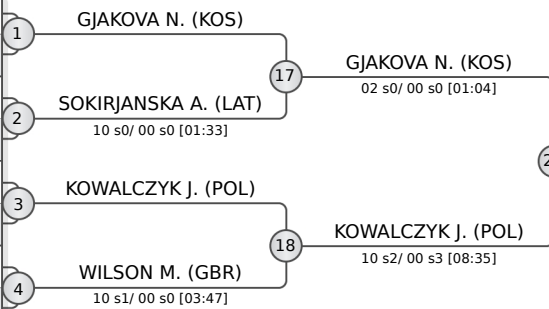 GJAKOVA N. (KOS)
1
GJAKOVA N. (KOS)
17
02 s0/ 00 s0 [01:04]
SOKIRJANSKA A. (LAT)
2
10 s0/ 00 s0 [01:33]
KOWALCZYK J. (POL)
3
KOWALCZYK J. (POL)
18
10 s2/ 00 s3 [08:35]
WILSON M. (GBR)
4
10 s1/ 00 s0 [03:47]